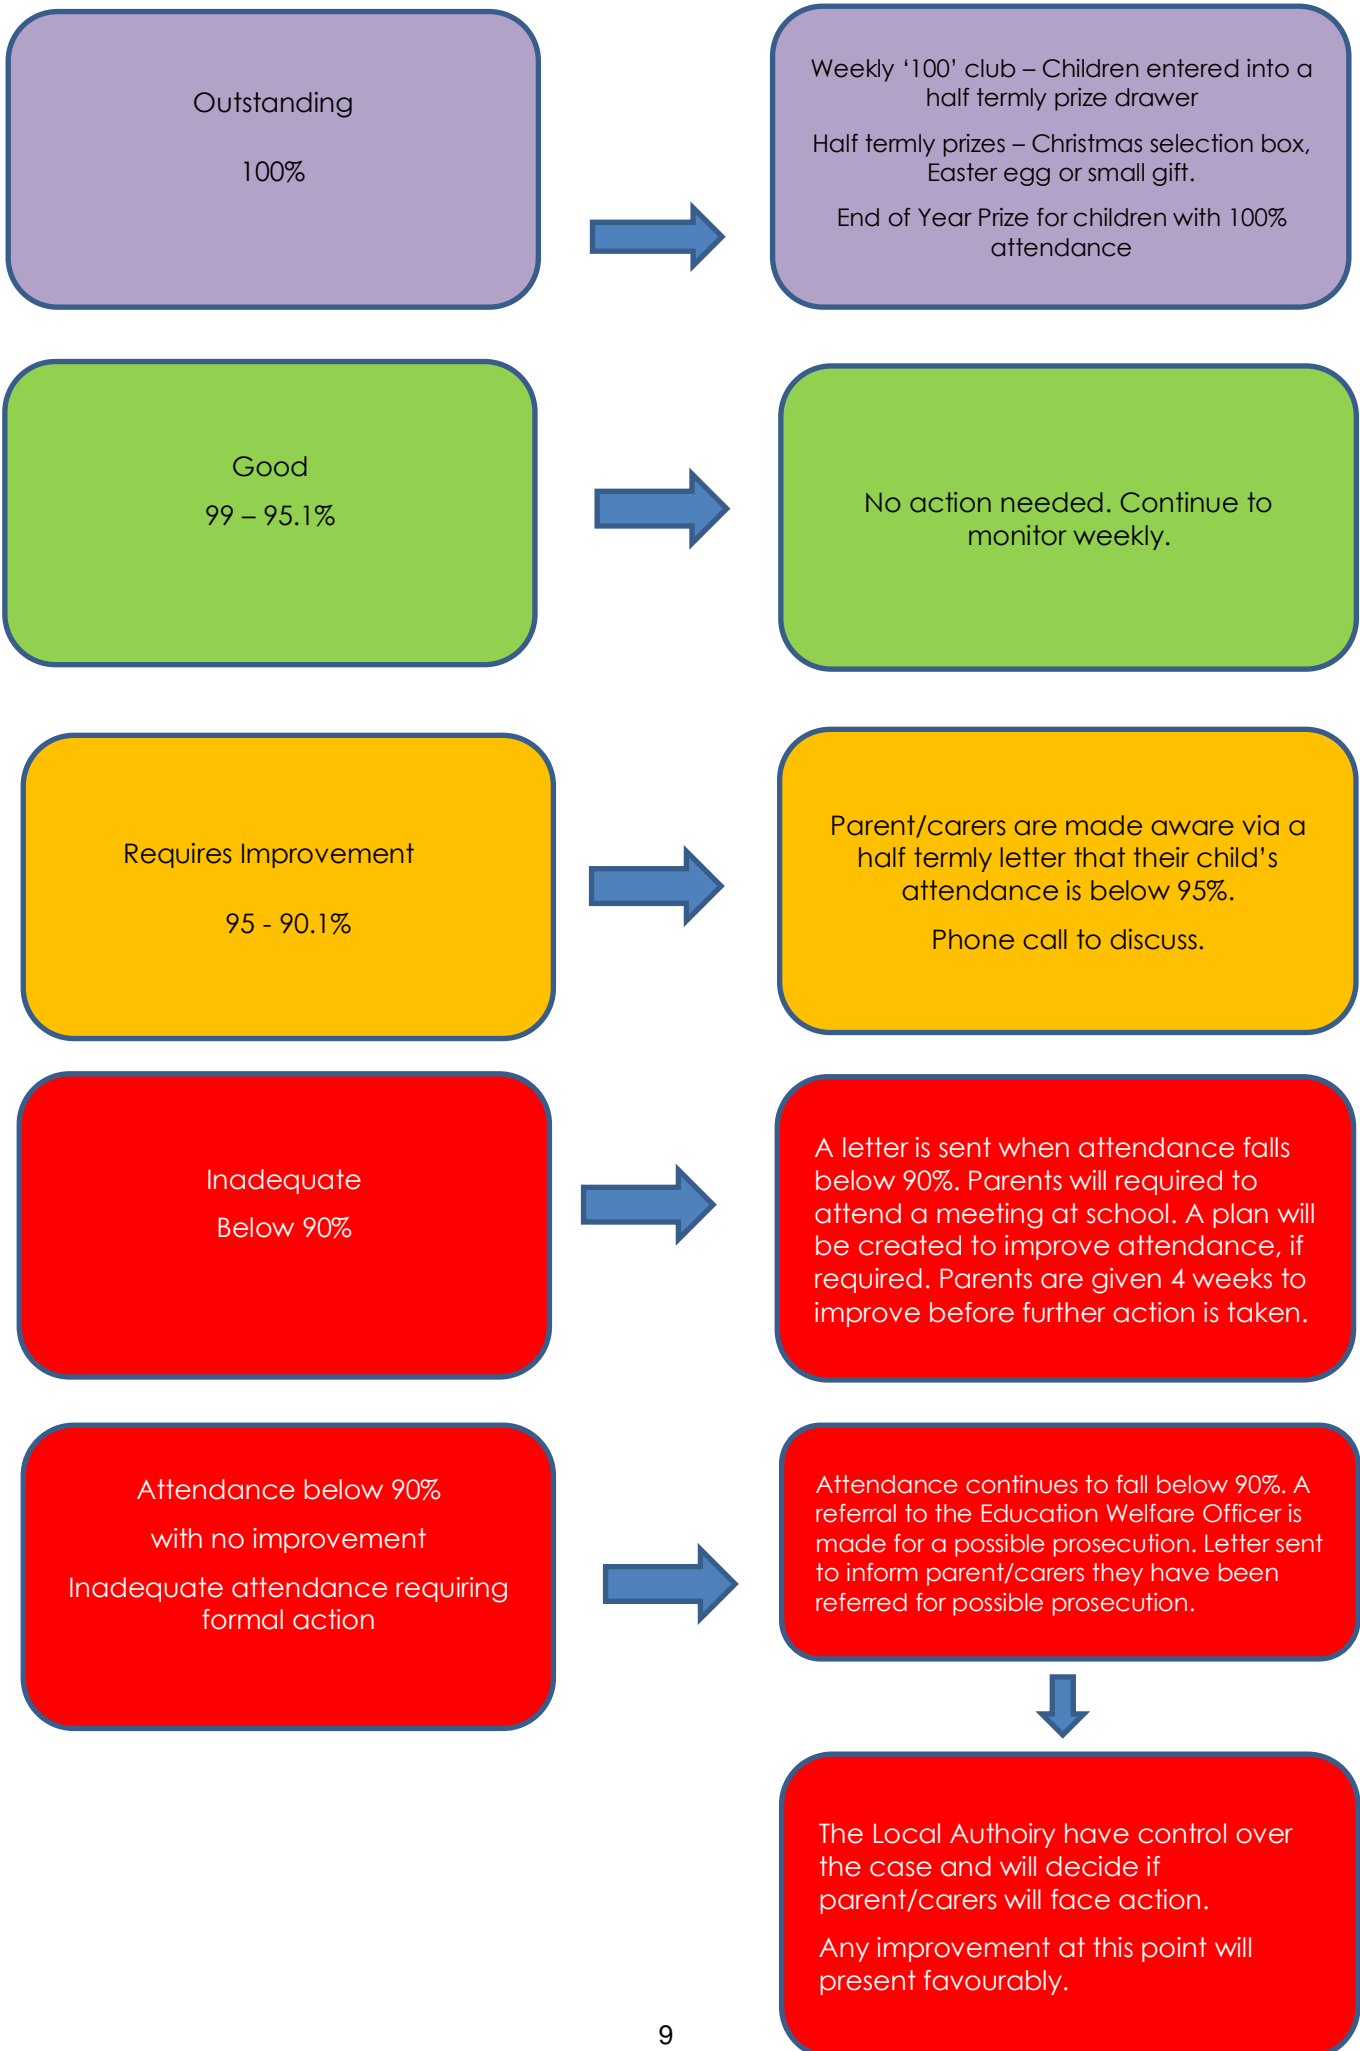 Outstanding
100%
Weekly ‘100’ club – Children entered into a
half termly prize drawer
Half termly prizes – Christmas selection box,
Easter egg or small gift.
End of Year Prize for children with 100%
attendance
Good
99 – 95.1%
No action needed. Continue to
monitor weekly.
Requires Improvement
95 - 90.1%
Parent/carers are made aware via a
half termly letter that their child’s
attendance is below 95%.
Phone call to discuss.
Inadequate
Below 90%
A letter is sent when attendance falls
below 90%. Parents will required to
attend a meeting at school. A plan will
be created to improve attendance, if
required. Parents are given 4 weeks to
improve before further action is taken.
Attendance below 90%
with no improvement
Inadequate attendance requiring
formal action
Attendance continues to fall below 90%. A
referral to the Education Welfare Officer is
made for a possible prosecution. Letter sent
to inform parent/carers they have been
referred for possible prosecution.
The Local Authoiry have control over
the case and will decide if
parent/carers will face action.
Any improvement at this point will
present favourably.
9